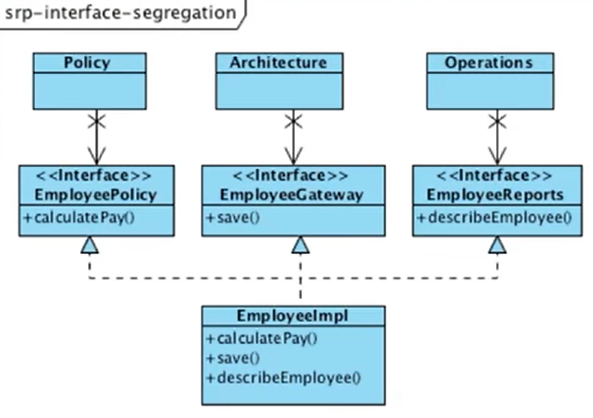 srp-interface-segregation
Policy
Architecture
Operations
<<Interface>>
EmployeePolicy
+calculatePay()
<<Interface>>
EmployeeGateway
+save()
<<Interface>>
EmployeeReports
+describeEmployee()
EmployeeImpl
+calculatePay()
+save()
+describeEmployee()